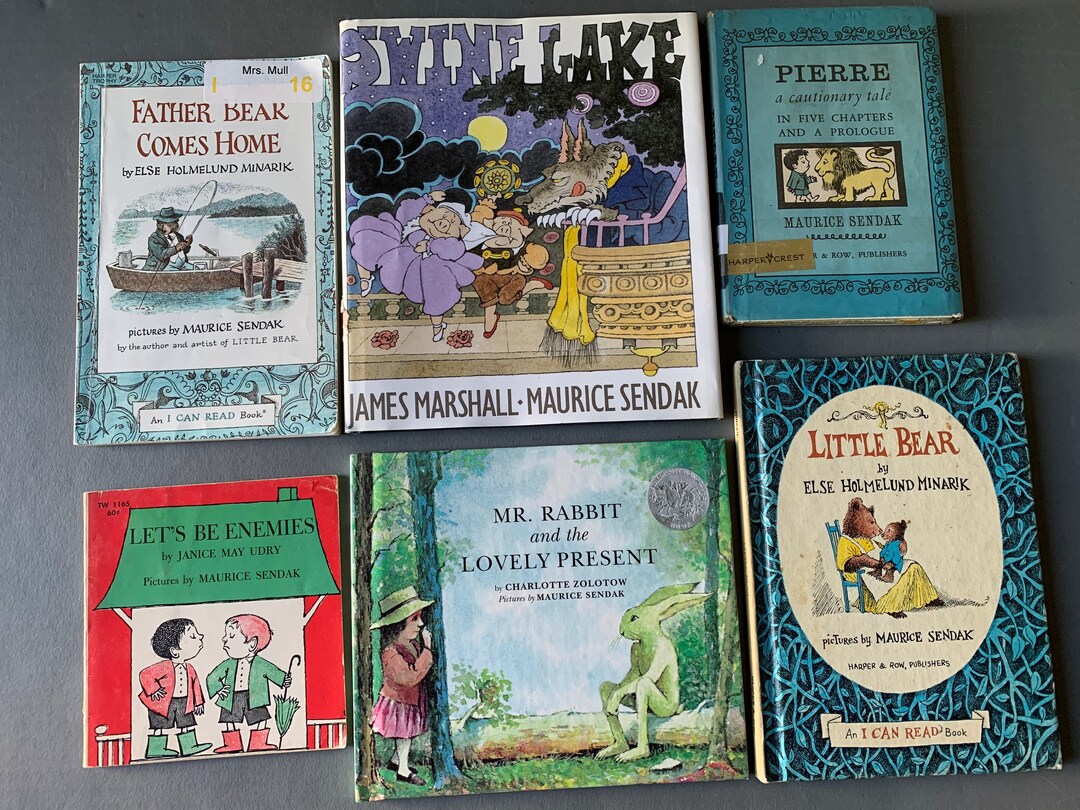 HARPER
TROPHY
Mrs. Mull
I 16
FATHER BEAR
COMES HOME
by ELSE HOLMELUND MINARIK
pictures by MAURICE SENDAK
by the author and artist of LITTLE BEAR
An I CAN READ Book®
SWINE LAKE
JAMES MARSHALL • MAURICE SENDAK
PIERRE
a cautionary tale
IN FIVE CHAPTERS
AND A PROLOGUE
MAURICE SENDAK
R & ROW, PUBLISHERS
HARPER CREST
TW 1165
60¢
LET'S BE ENEMIES
by JANICE MAY UDRY
Pictures by MAURICE SENDAK
MR. RABBIT
and the
LOVELY PRESENT
by CHARLOTTE ZOLOTOW
Pictures by MAURICE SENDAK
LITTLE BEAR
by
ELSE HOLMELUND MINARIK
pictures by MAURICE SENDAK
HARPER & ROW, PUBLISHERS
An I CAN READ Book